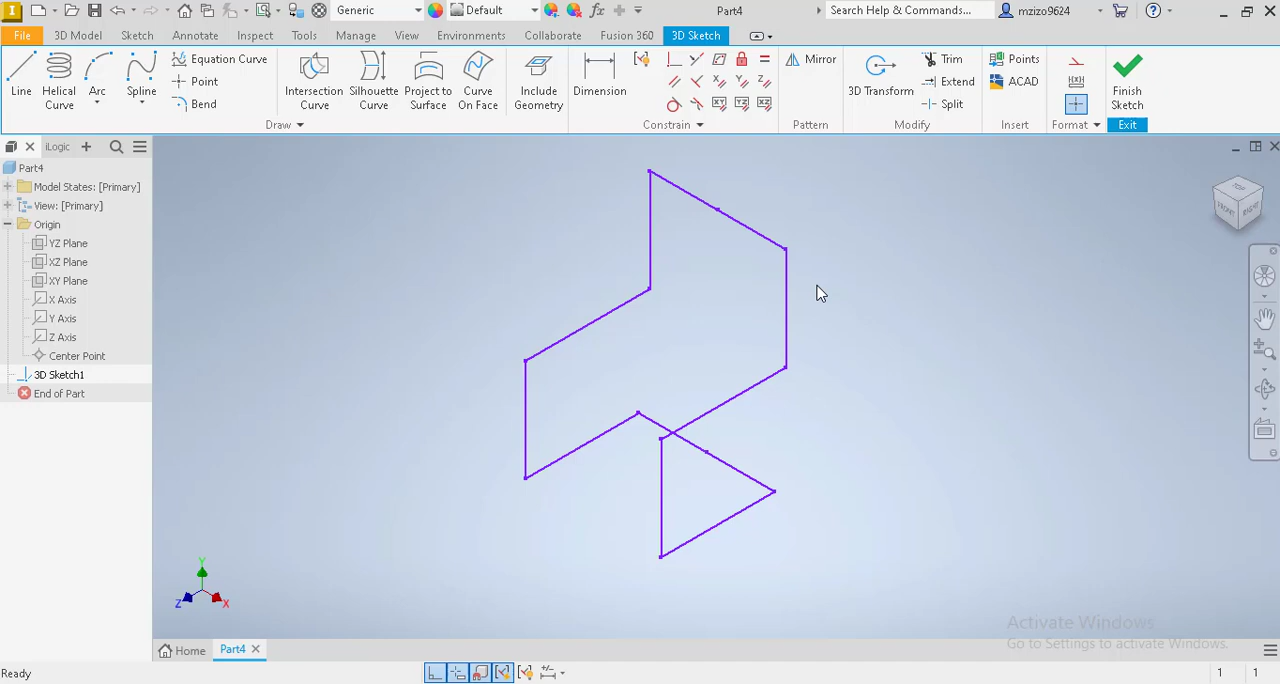 Generic
Default
fx
Part4
Search Help & Commands...
mzizo9624
File
3D Model
Sketch
Annotate
Inspect
Tools
Manage
View
Environments
Collaborate
Fusion 360
3D Sketch
Line
Helical Curve
Arc
Spline
Equation Curve
Point
Bend
Draw
Intersection Curve
Silhouette Curve
Project to Surface
Curve On Face
Include Geometry
Dimension
Constrain
Mirror
Pattern
3D Transform
Trim
Extend
Split
Modify
Points
ACAD
Insert
Format
Finish Sketch
Exit
iLogic
Part4
Model States: [Primary]
View: [Primary]
Origin
YZ Plane
XZ Plane
XY Plane
X Axis
Y Axis
Z Axis
Center Point
3D Sketch1
End of Part
TOP
FRONT
RIGHT
Y
Z
X
Activate Windows
Go to Settings to activate Windows.
Home
Part4
Ready
1
1